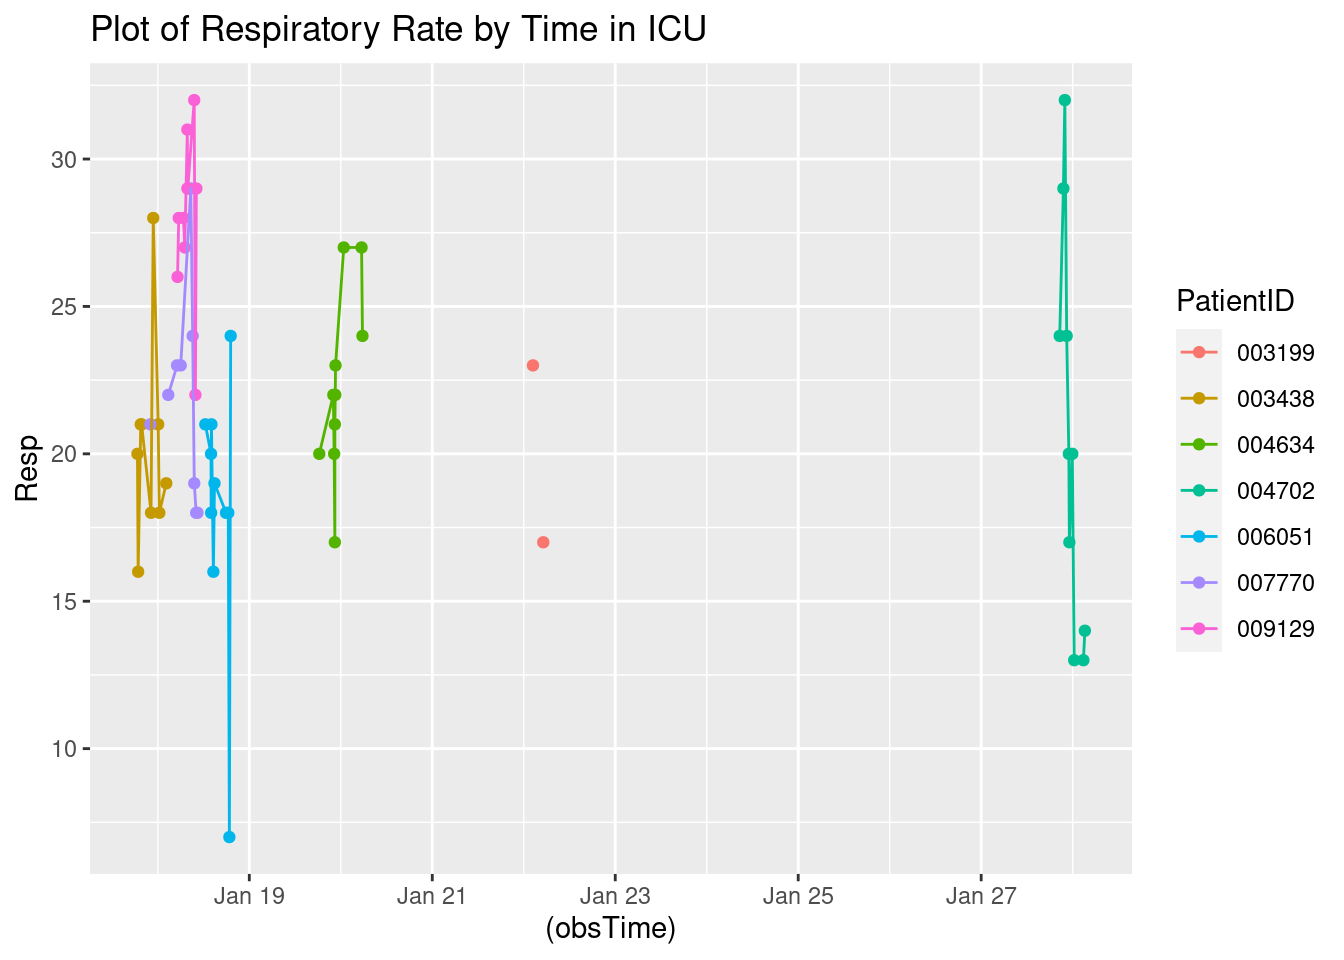 Plot of Respiratory Rate by Time in ICU
Resp
30
25
20
15
10
Jan 19 Jan 21 Jan 23 Jan 25 Jan 27
(obsTime)
PatientID
003199
003438
004634
004702
006051
007770
009129